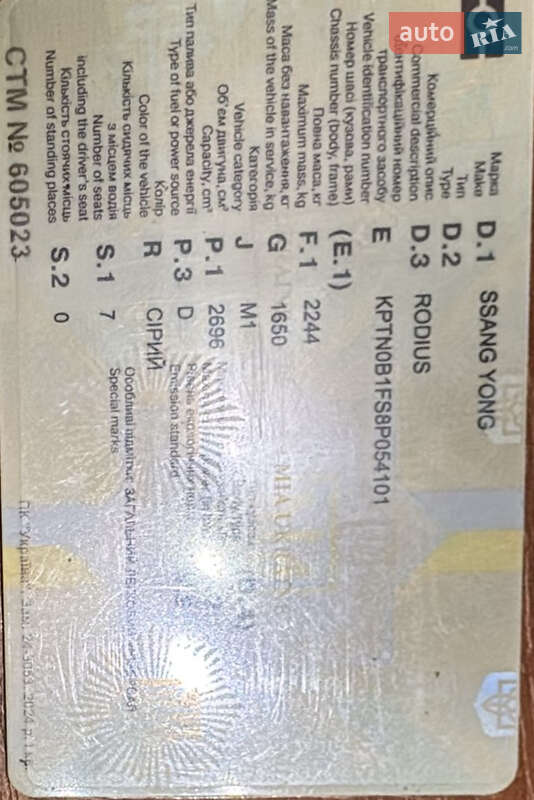 auto RIA
.com
Марка D.1 SSANG YONG
Make
Тип D.2
Type
Комерційний опис D.3 RODIUS
Commercial description
Ідентифікаційний номер E KPTN0B1FS8P054101
транспортного засобу
Vehicle identification number
Номер шасі (кузова, рами) (E.1)
Chassis number (body, frame)
Повна маса, кг F.1 2244
Maximum mass, kg
Маса без навантаження, кг G 1650
Mass of the vehicle in service, kg
Категорія J M1
Vehicle category
Об'єм двигуна, см³ P.1 2696
Capacity, cm³
Тип палива або джерела енергії P.3 D
Type of fuel or power source
Emission standard
Колір R СІРИЙ
Color of the vehicle
Кількість сидячих місць S.1 7
з місцем водія
Number of seats
including the driver's seat
Особливі відмітки: ЗАГАЛЬНИЙ
Special marks
Кількість стоячих місць S.2 0
Number of standing places
СТМ № 605023
ПК "Україна"